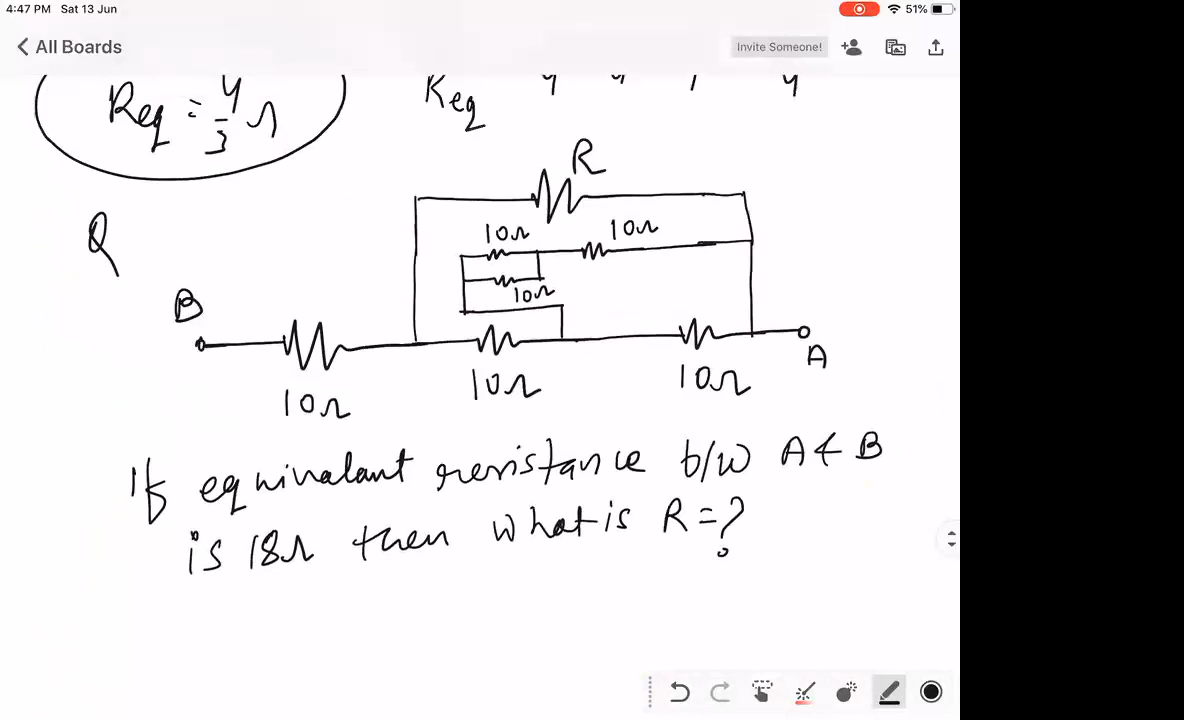 4:47 PM Sat 13 Jun
51%
All Boards
Invite Someone!
Req = 4/3 Ω
Req
Q
R
10Ω 10Ω
10Ω
B
A
10Ω 10Ω 10Ω
If equivalant resistance b/w A & B
is 18Ω then what is R = ?